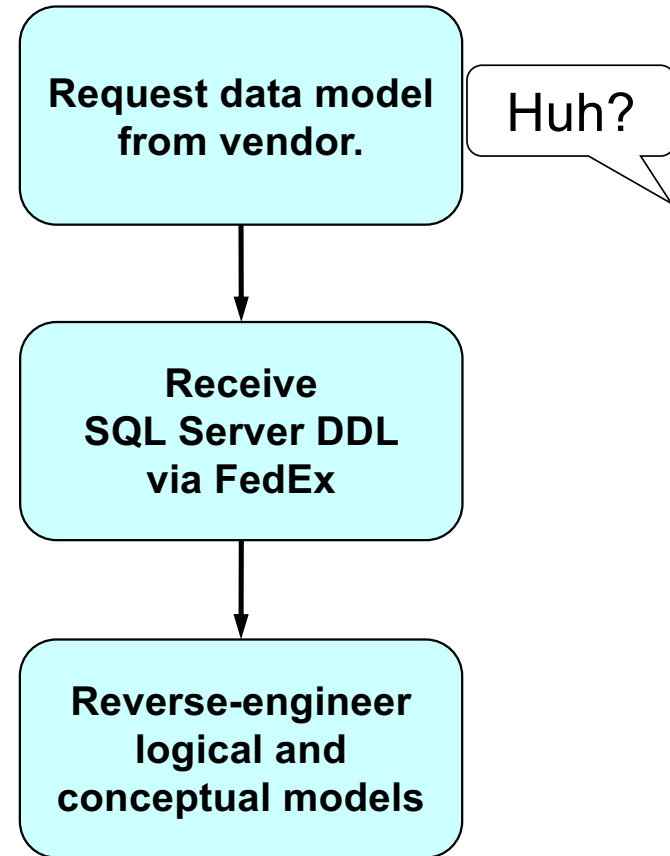 Request data model
from vendor.
Huh?
Receive
SQL Server DDL
via FedEx
Reverse-engineer
logical and
conceptual models